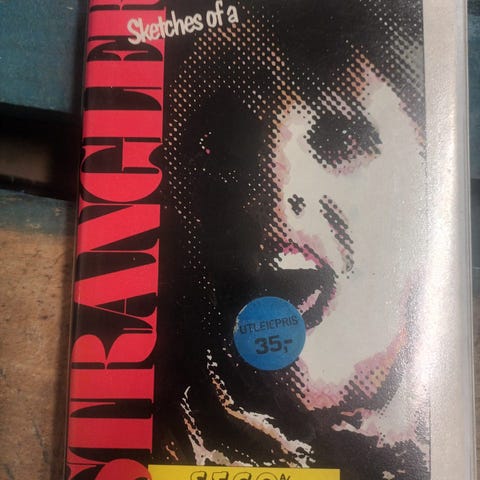 Sketches of a
STRANGLER
UTLEIEPRIS
35,-